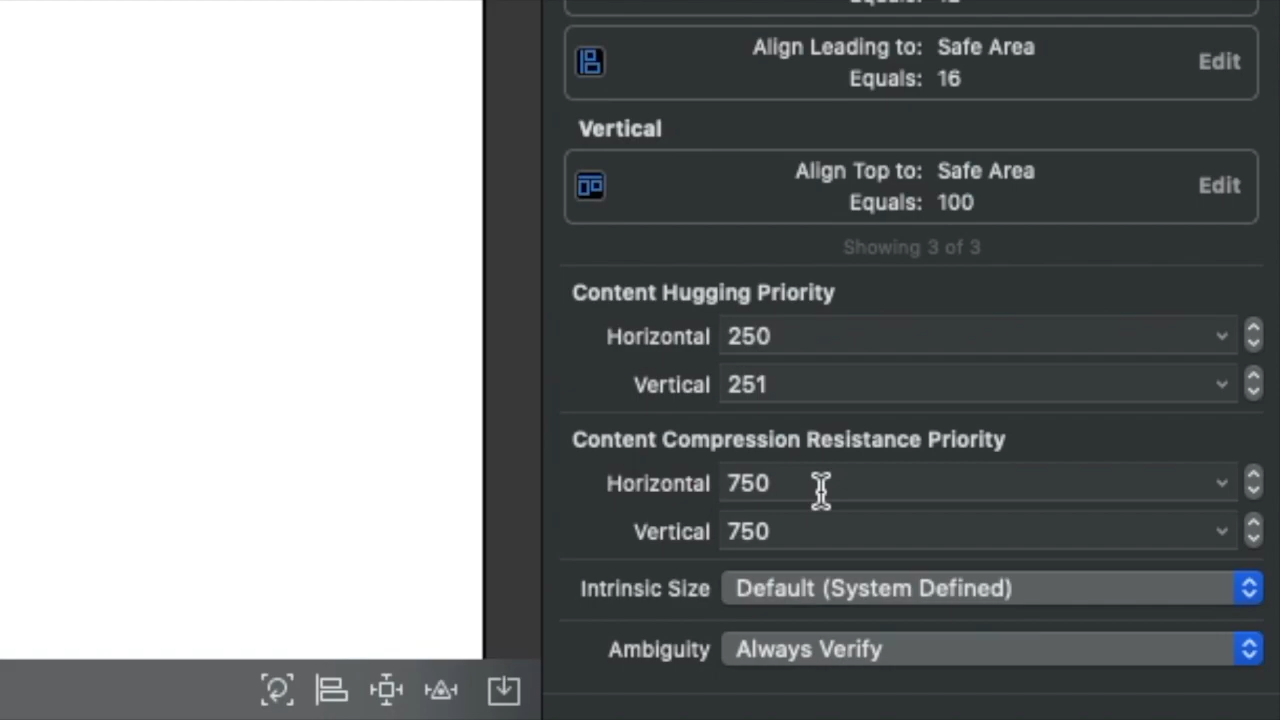 Align Leading to: Safe Area
Equals: 16
Edit
Vertical
Align Top to: Safe Area
Equals: 100
Edit
Showing 3 of 3
Content Hugging Priority
Horizontal 250
Vertical 251
Content Compression Resistance Priority
Horizontal 750
Vertical 750
Intrinsic Size Default (System Defined)
Ambiguity Always Verify